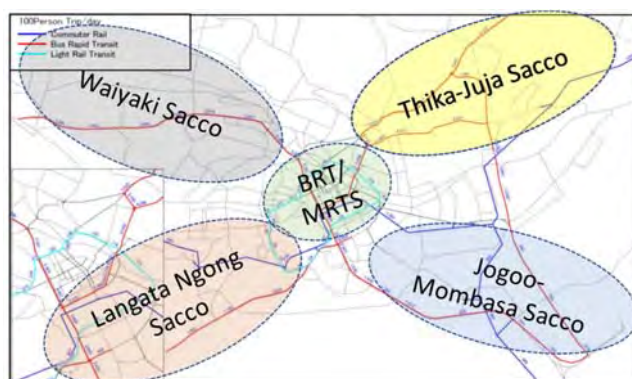 100Person Trip/day
Commuter Rail
Bus Rapid Transit
Light Rail Transit
Waiyaki Sacco
Thika-Juja Sacco
BRT/
MRTS
Langata Ngong
Sacco
Jogoo-
Mombasa Sacco